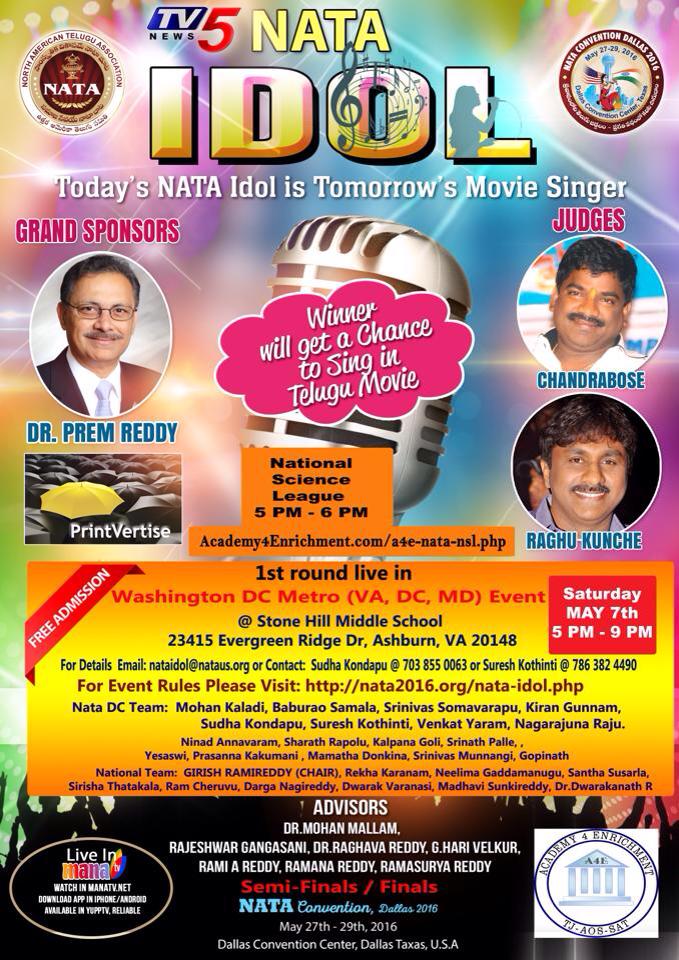 TV5
NEWS
NATA
IDOL
NORTH AMERICAN TELUGU ASSOCIATION
NATA
NATA CONVENTION DALLAS 2016
May 27-29, 2016
Dallas Convention Center, Texas
Today's NATA Idol is Tomorrow's Movie Singer
GRAND SPONSORS
JUDGES
Winner
will get a Chance
to Sing in
Telugu Movie
DR. PREM REDDY
CHANDRABOSE
PrintVertise
National
Science
League
5 PM - 6 PM
Academy4Enrichment.com/a4e-nata-nsl.php
RAGHU KUNCHE
FREE ADMISSION
1st round live in
Washington DC Metro (VA, DC, MD) Event
@ Stone Hill Middle School
23415 Evergreen Ridge Dr, Ashburn, VA 20148
Saturday
MAY 7th
5 PM - 9 PM
For Details Email: nataidol@nataus.org or Contact: Sudha Kondapu @ 703 855 0063 or Suresh Kothinti @ 786 382 4490
For Event Rules Please Visit: http://nata2016.org/nata-idol.php
Nata DC Team: Mohan Kaladi, Baburao Samala, Srinivas Somavarapu, Kiran Gunnam,
Sudha Kondapu, Suresh Kothinti, Venkat Yaram, Nagarajuna Raju.
Ninad Annavaram, Sharath Rapolu, Kalpana Goli, Srinath Palle, ,
Yesaswi, Prasanna Kakumani , Mamatha Donkina, Srinivas Munnangi, Gopinath
National Team: GIRISH RAMIREDDY (CHAIR), Rekha Karanam, Neelima Gaddamanugu, Santha Susarla,
Sirisha Thatakala, Ram Cheruvu, Darga Nagireddy, Dwarak Varanasi, Madhavi Sunkireddy, Dr.Dwarakanath R
ADVISORS
DR.MOHAN MALLAM,
RAJESHWAR GANGASANI, DR.RAGHAVA REDDY, G.HARI VELKUR,
RAMI A REDDY, RAMANA REDDY, RAMASURYA REDDY
Semi-Finals / Finals
NATA Convention, Dallas 2016
May 27th - 29th, 2016
Dallas Convention Center, Dallas Taxas, U.S.A
Live In
mana tv
WATCH IN MANATV.NET
DOWNLOAD APP IN IPHONE/ANDROID
AVAILABLE IN YUPPTV, RELIABLE
ACADEMY 4 ENRICHMENT
A4E
TJ-AOS-SAT